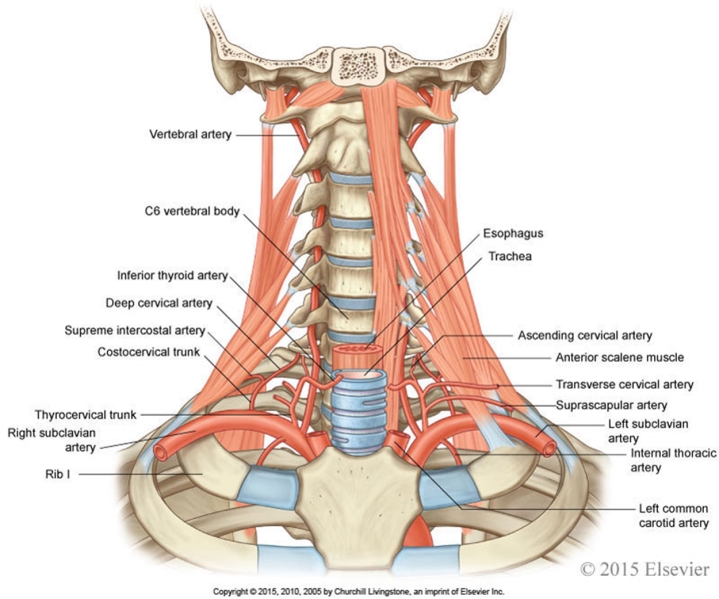 Vertebral artery
C6 vertebral body
Esophagus
Trachea
Inferior thyroid artery
Deep cervical artery
Supreme intercostal artery
Costocervical trunk
Ascending cervical artery
Anterior scalene muscle
Transverse cervical artery
Suprascapular artery
Thyrocervical trunk
Right subclavian
artery
Left subclavian
artery
Internal thoracic
artery
Rib I
Left common
carotid artery
© 2015 Elsevier
Copyright © 2015, 2010, 2005 by Churchill Livingstone, an imprint of Elsevier Inc.